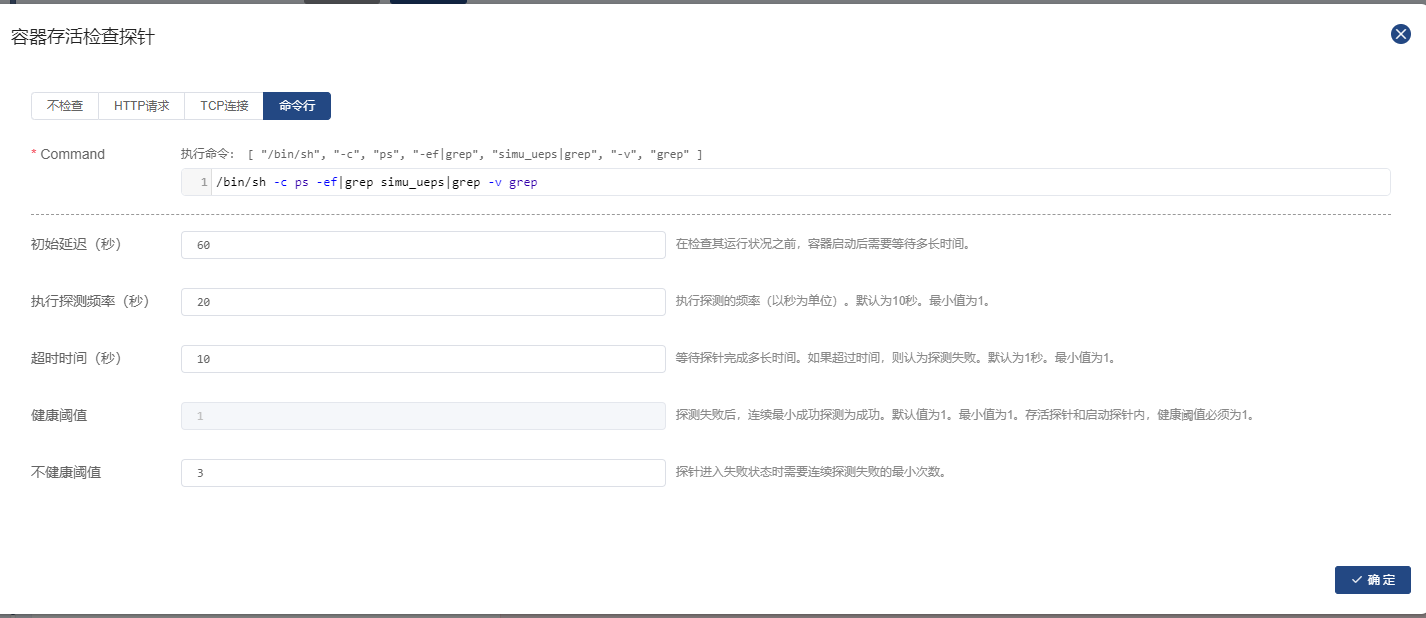 容器存活检查探针
不检查 HTTP请求 TCP连接 命令行
* Command
执行命令: [ "/bin/sh", "-c", "ps", "-ef|grep", "simu_ueps|grep", "-v", "grep" ]
1 /bin/sh -c ps -ef|grep simu_ueps|grep -v grep
初始延迟（秒） 60 在检查其运行状况之前，容器启动后需要等待多长时间。
执行探测频率（秒） 20 执行探测的频率（以秒为单位）。默认为10秒。最小值为1。
超时时间（秒） 10 等待探针完成多长时间。如果超过时间，则认为探测失败。默认为1秒。最小值为1。
健康阈值 1 探测失败后，连续最小成功探测为成功。默认值为1。最小值为1。存活探针和启动探针内，健康阈值必须为1。
不健康阈值 3 探针进入失败状态时需要连续探测失败的最小次数。
确定